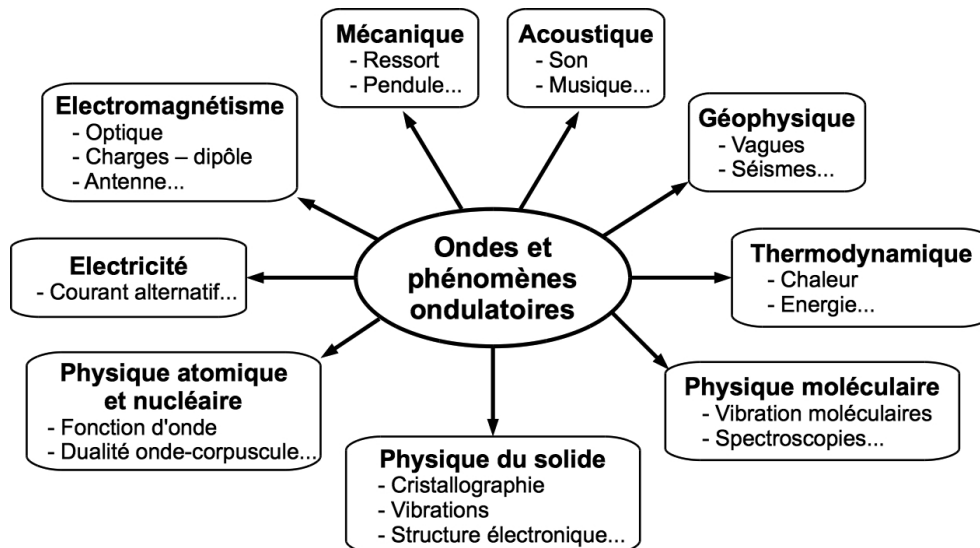 Mécanique
- Ressort
- Pendule...
Acoustique
- Son
- Musique...
Electromagnétisme
- Optique
- Charges – dipôle
- Antenne...
Géophysique
- Vagues
- Séismes...
Ondes et
phénomènes
ondulatoires
Electricité
- Courant alternatif...
Thermodynamique
- Chaleur
- Energie...
Physique atomique
et nucléaire
- Fonction d'onde
- Dualité onde-corpuscule...
Physique du solide
- Cristallographie
- Vibrations
- Structure électronique...
Physique moléculaire
- Vibration moléculaires
- Spectroscopies...